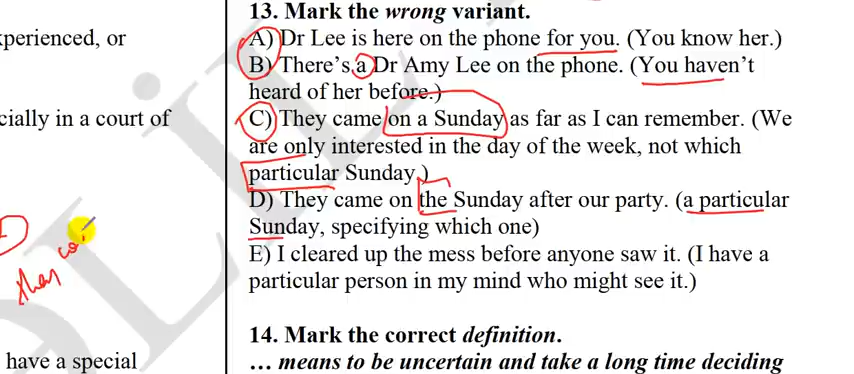 13. Mark the wrong variant.
xperienced, or
A) Dr Lee is here on the phone for you. (You know her.)
B) There's a Dr Amy Lee on the phone. (You haven't
heard of her before.)
cially in a court of
C) They came on a Sunday as far as I can remember. (We
are only interested in the day of the week, not which
particular Sunday.)
D) They came on the Sunday after our party. (a particular
Sunday, specifying which one)
they co
E) I cleared up the mess before anyone saw it. (I have a
particular person in my mind who might see it.)
14. Mark the correct definition.
have a special
… means to be uncertain and take a long time deciding